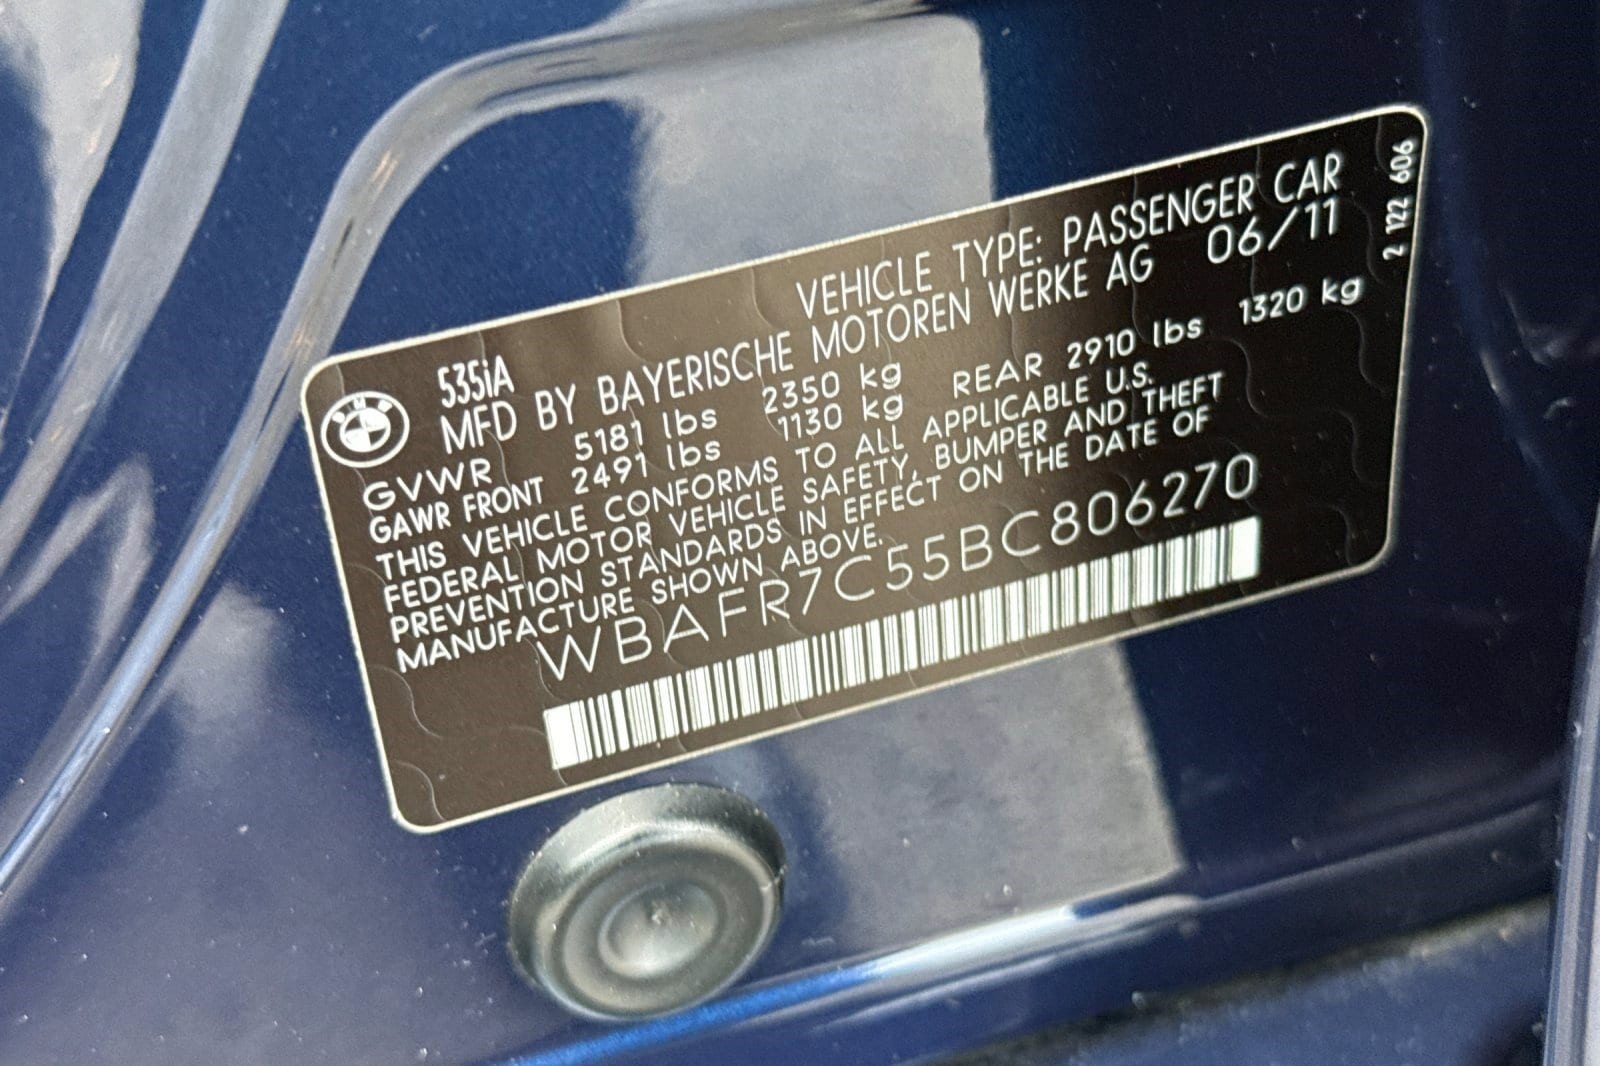 VEHICLE TYPE: PASSENGER CAR
535iA
MFD BY BAYERISCHE MOTOREN WERKE AG 06/11
GVWR 5181 lbs 2350 kg
GAWR FRONT 2491 lbs 1130 kg REAR 2910 lbs 1320 kg
THIS VEHICLE CONFORMS TO ALL APPLICABLE U.S.
FEDERAL MOTOR VEHICLE SAFETY, BUMPER AND THEFT
PREVENTION STANDARDS IN EFFECT ON THE DATE OF
MANUFACTURE SHOWN ABOVE.
WBAFR7C55BC806270
2 122 606
BMW